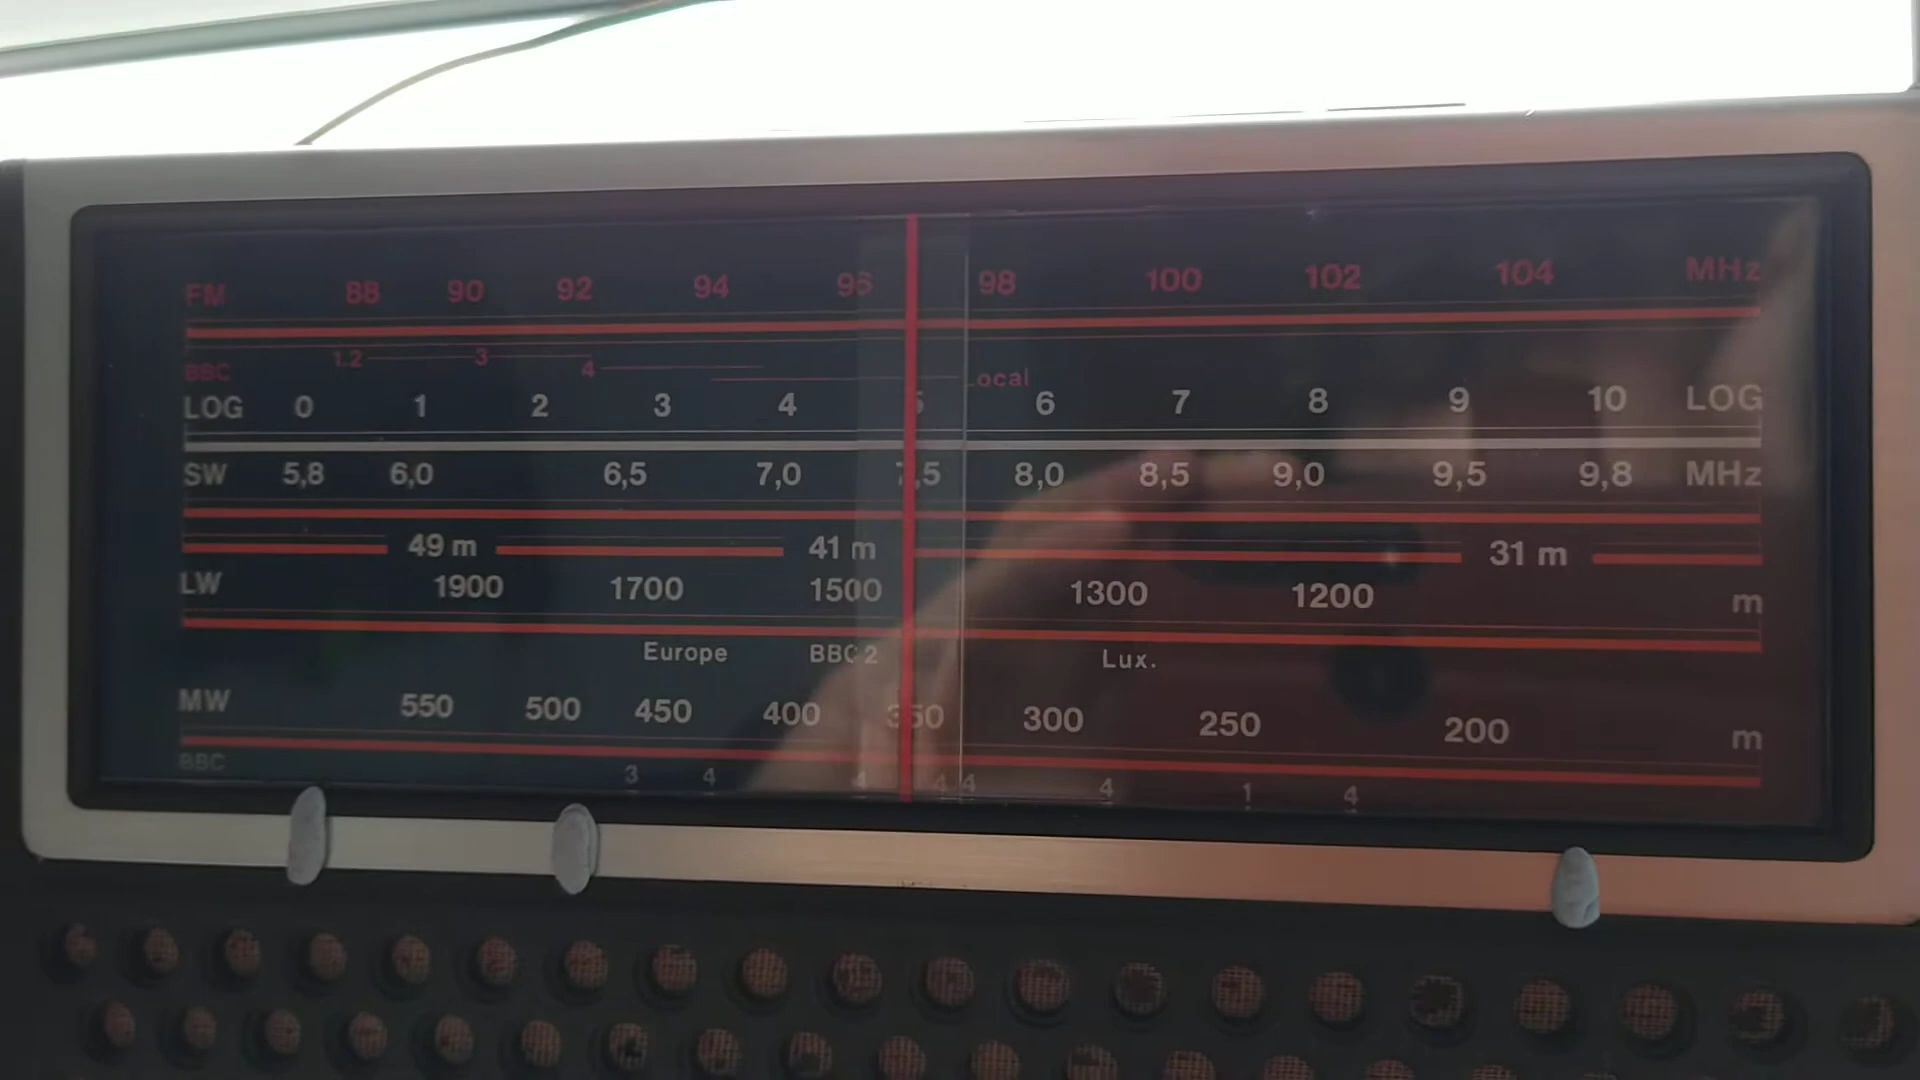 FM 88 90 92 94 96 98 100 102 104 MHz
BBC 1.2 3 4 Local
LOG 0 1 2 3 4 5 6 7 8 9 10 LOG
SW 5,8 6,0 6,5 7,0 7,5 8,0 8,5 9,0 9,5 9,8 MHz
49 m 41 m 31 m
LW 1900 1700 1500 1300 1200 m
Europe BBC 2 Lux.
MW 550 500 450 400 350 300 250 200 m
BBC 3 4 4 4 4 4 1 4